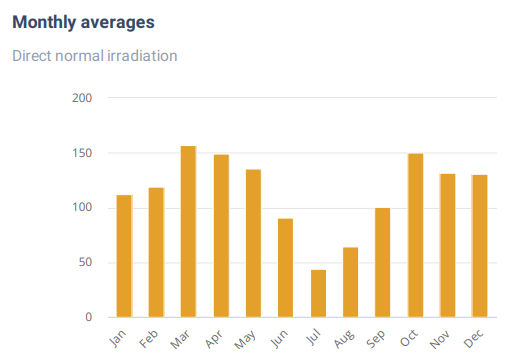 Monthly averages
Direct normal irradiation
200
150
100
50
0
Jan Feb Mar Apr May Jun Jul Aug Sep Oct Nov Dec